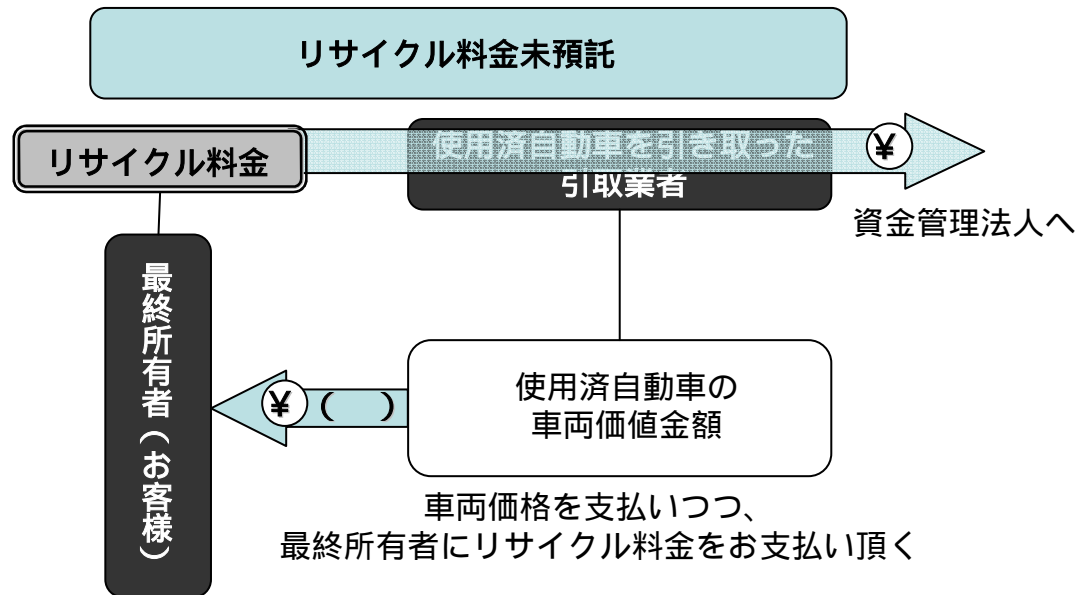 リサイクル料金未預託
リサイクル料金
使用済自動車を引き取った
引取業者
¥
資金管理法人へ
最終所有者（お客様）
¥ (　)
使用済自動車の
車両価値金額
車両価格を支払いつつ、
最終所有者にリサイクル料金をお支払い頂く